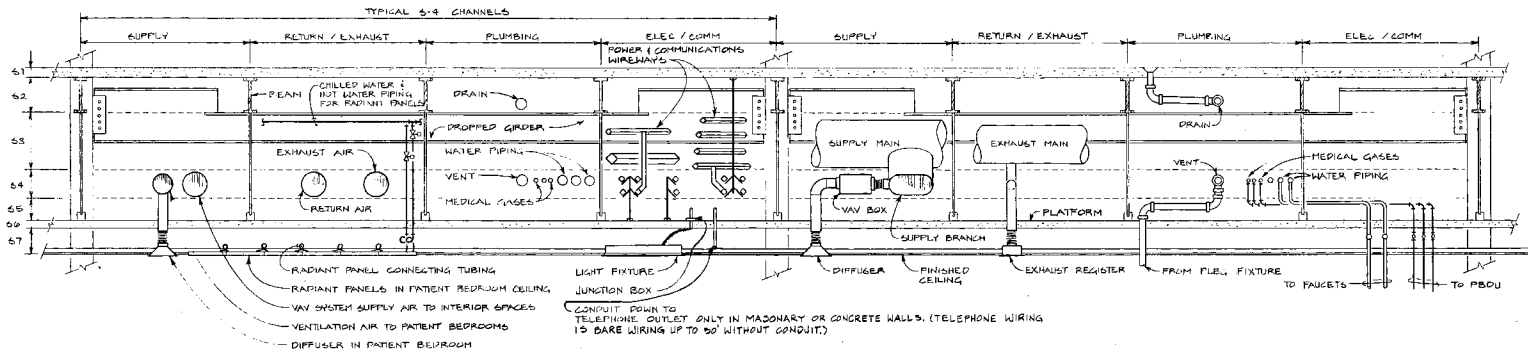 TYPICAL S-4 CHANNELS
SUPPLY
RETURN / EXHAUST
PLUMBING
ELEC / COMM
SUPPLY
RETURN / EXHAUST
PLUMPING
ELEC / COMM
POWER & COMMUNICATIONS
WIREWAYS
S1
S2
S3
S4
S5
S6
S7
BEAM
CHILLED WATER &
HOT WATER PIPING
FOR RADIANT PANELS
DRAIN
DROPPED GIRDER
EXHAUST AIR
WATER PIPING
VENT
RETURN AIR
MEDICAL GASES
SUPPLY MAIN
EXHAUST MAIN
DRAIN
VENT
MEDICAL GASES
WATER PIPING
VAV BOX
PLATFORM
SUPPLY BRANCH
RADIANT PANEL CONNECTING TUBING
RADIANT PANELS IN PATIENT BEDROOM CEILING
VAV SYSTEM SUPPLY AIR TO INTERIOR SPACES
VENTILATION AIR TO PATIENT BEDROOMS
DIFFUSER IN PATIENT BEDROOM
LIGHT FIXTURE
JUNCTION BOX
CONDUIT DOWN TO
TELEPHONE OUTLET ONLY IN MASONARY OR CONCRETE WALLS. (TELEPHONE WIRING
IS BARE WIRING UP TO 50' WITHOUT CONDUIT.)
DIFFUSER
FINISHED
CEILING
EXHAUST REGISTER
FROM PLBG FIXTURE
TO FAUCETS
TO PBDU